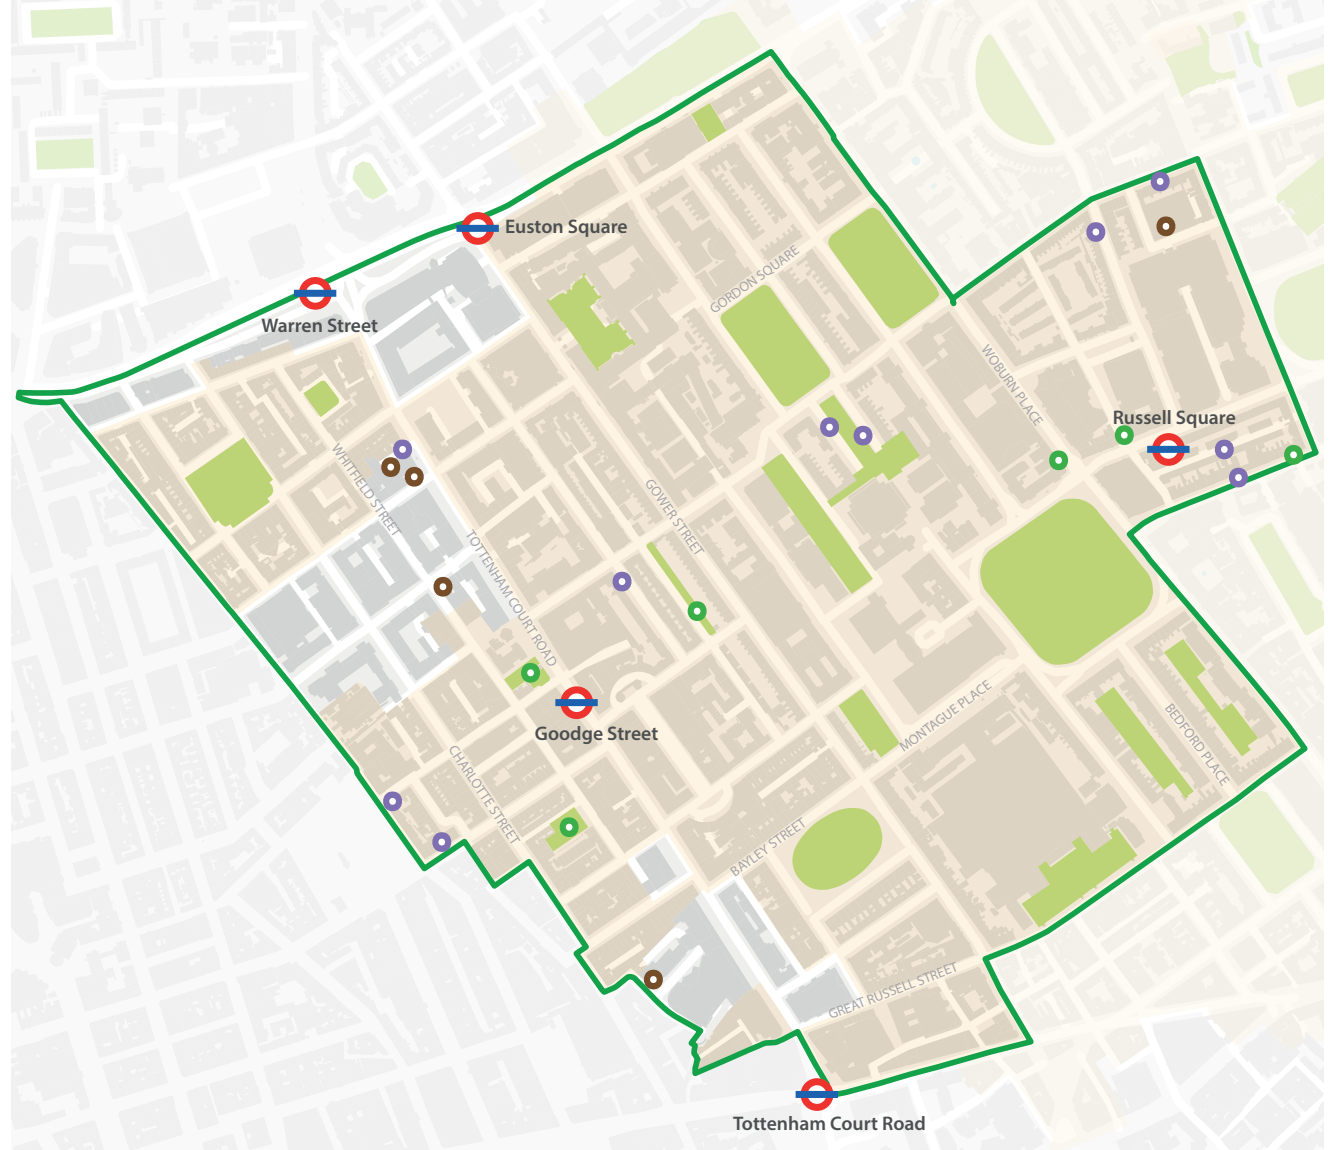 Euston Square
GORDON SQUARE
Warren Street
WOBURN PLACE
Russell Square
WHITFIELD STREET
GOWER STREET
TOTTENHAM COURT ROAD
MONTAGUE PLACE
BEDFORD PLACE
Goodge Street
CHARLOTTE STREET
BAYLEY STREET
GREAT RUSSELL STREET
Tottenham Court Road